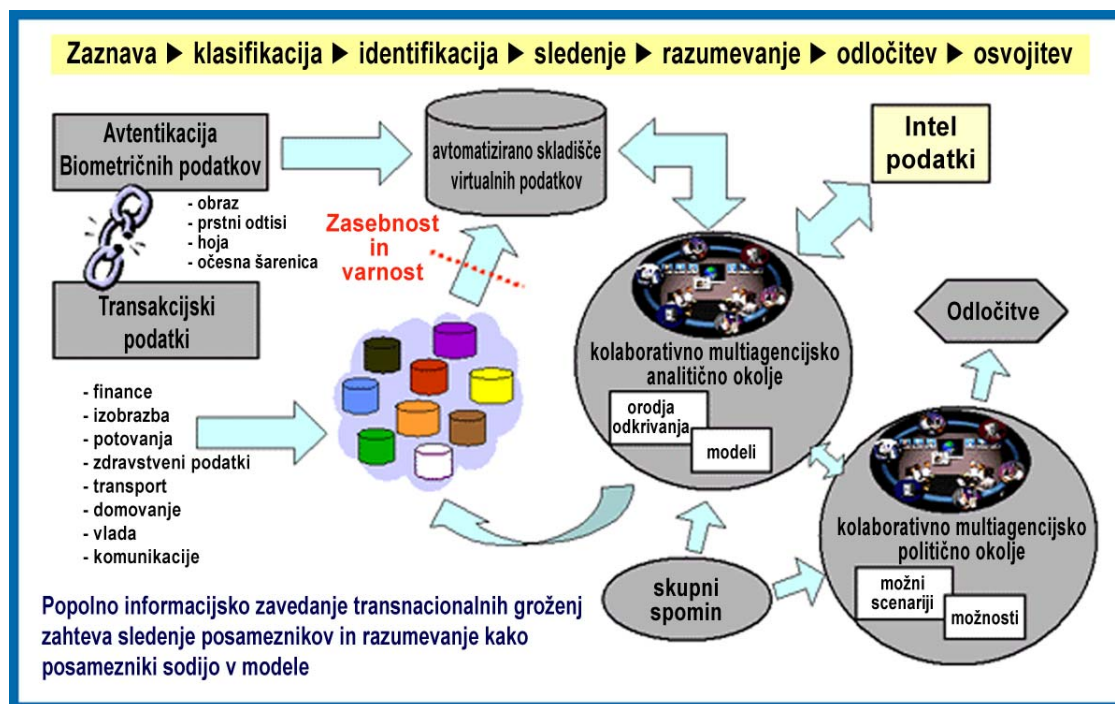 Zaznava ▶ klasifikacija ▶ identifikacija ▶ sledenje ▶ razumevanje ▶ odločitev ▶ osvojitev
Avtentikacija
Biometričnih podatkov
- obraz
- prstni odtisi
- hoja
- očesna šarenica
Transakcijski
podatki
- finance
- izobrazba
- potovanja
- zdravstveni podatki
- transport
- domovanje
- vlada
- komunikacije
avtomatizirano skladišče
virtualnih podatkov
Zasebnost
in
varnost
Intel
podatki
kolaborativno multiagencijsko
analitično okolje
orodja
odkrivanja
modeli
Odločitve
kolaborativno multiagencijsko
politično okolje
možni
scenariji
možnosti
skupni
spomin
Popolno informacijsko zavedanje transnacionalnih groženj
zahteva sledenje posameznikov in razumevanje kako
posamezniki sodijo v modele